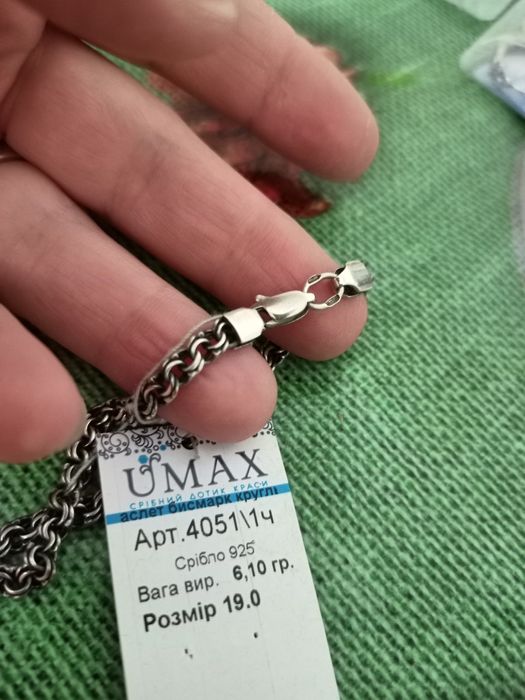 UMAX
СРІБНИЙ ДОТИК КРАСИ
аслет бисмарк кругл
Арт.4051\1ч
Срібло 925
Вага вир. 6,10 гр.
Розмір 19.0